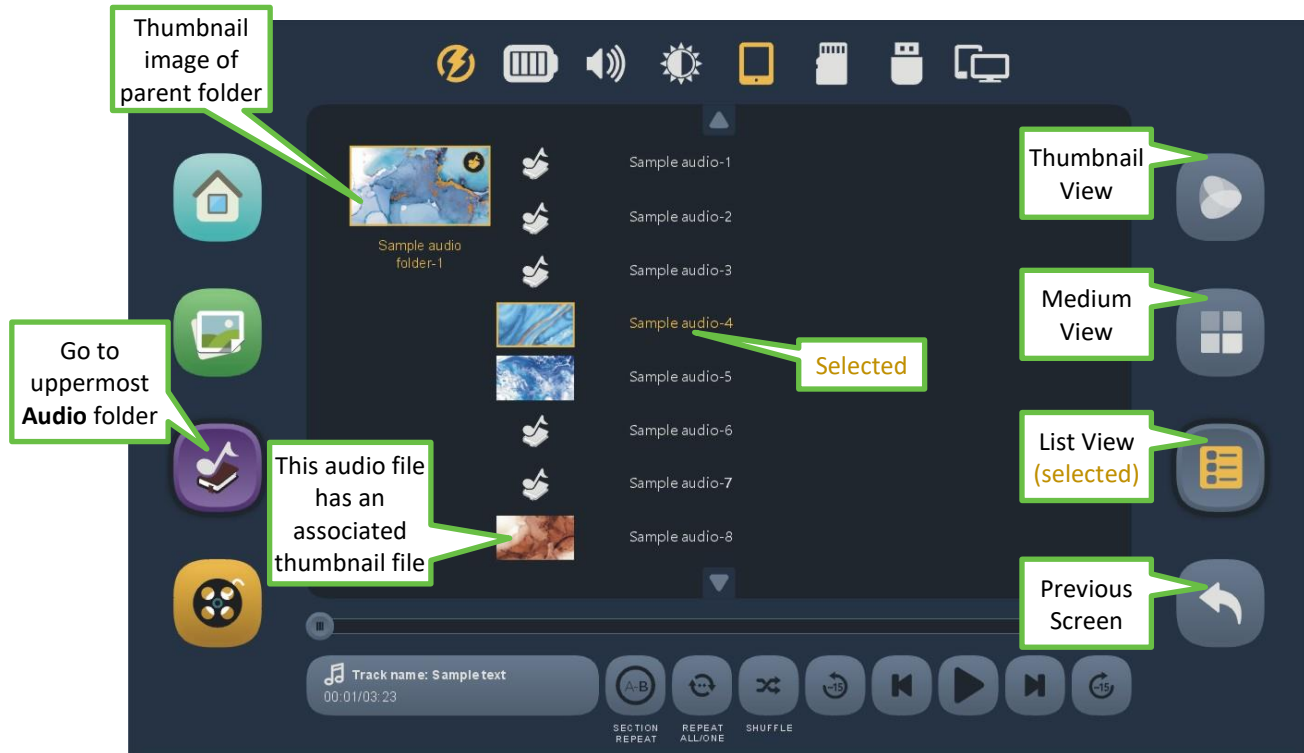 Thumbnail
image of
parent folder
Sample audio
folder-1
Sample audio-1
Sample audio-2
Sample audio-3
Sample audio-4
Selected
Sample audio-5
Sample audio-6
Sample audio-7
Sample audio-8
Go to
uppermost
Audio folder
This audio file
has an
associated
thumbnail file
Thumbnail
View
Medium
View
List View
(selected)
Previous
Screen
Track name: Sample text
00:01/03:23
A-B
SECTION
REPEAT
REPEAT
ALL/ONE
SHUFFLE
-15
-15